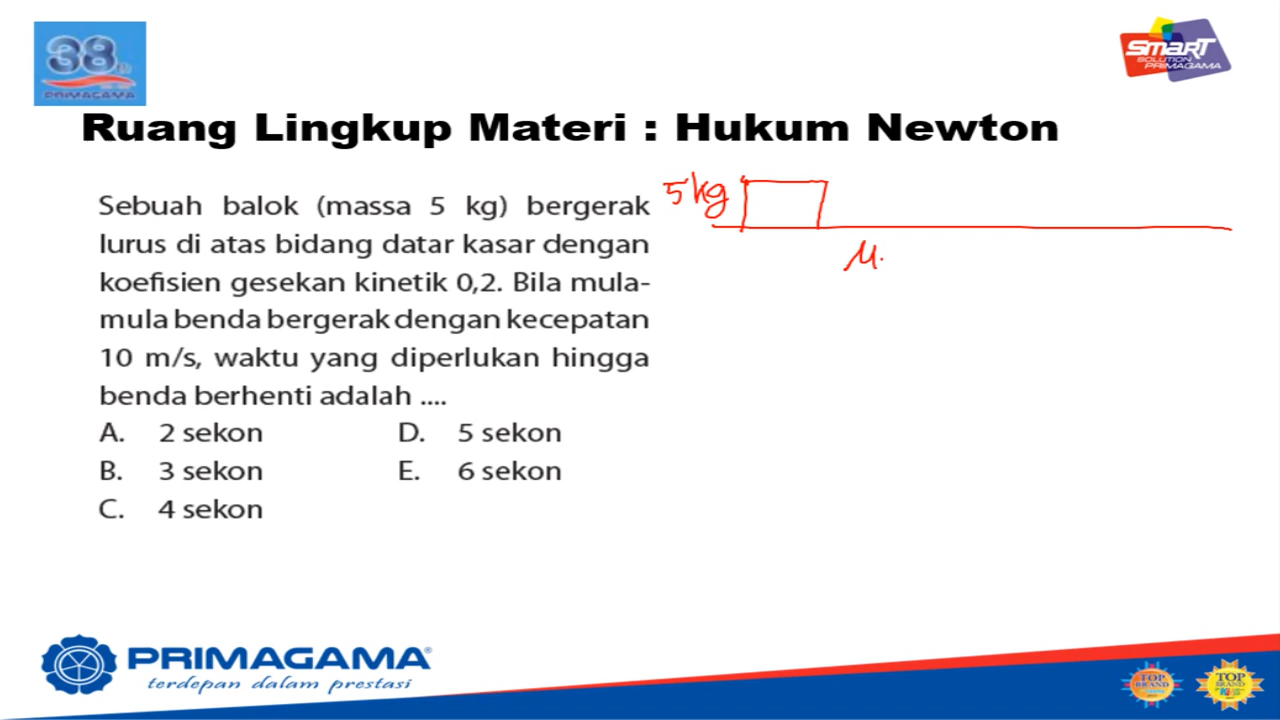 38th
PRIMAGAMA
SMART
SOLUTION
PRIMAGAMA
Ruang Lingkup Materi : Hukum Newton
5 kg
μ.
Sebuah balok (massa 5 kg) bergerak
lurus di atas bidang datar kasar dengan
koefisien gesekan kinetik 0,2. Bila mula-
mula benda bergerak dengan kecepatan
10 m/s, waktu yang diperlukan hingga
benda berhenti adalah ....
A. 2 sekon D. 5 sekon
B. 3 sekon E. 6 sekon
C. 4 sekon
PRIMAGAMA®
terdepan dalam prestasi
TOP
BRAND
TOP
BRAND